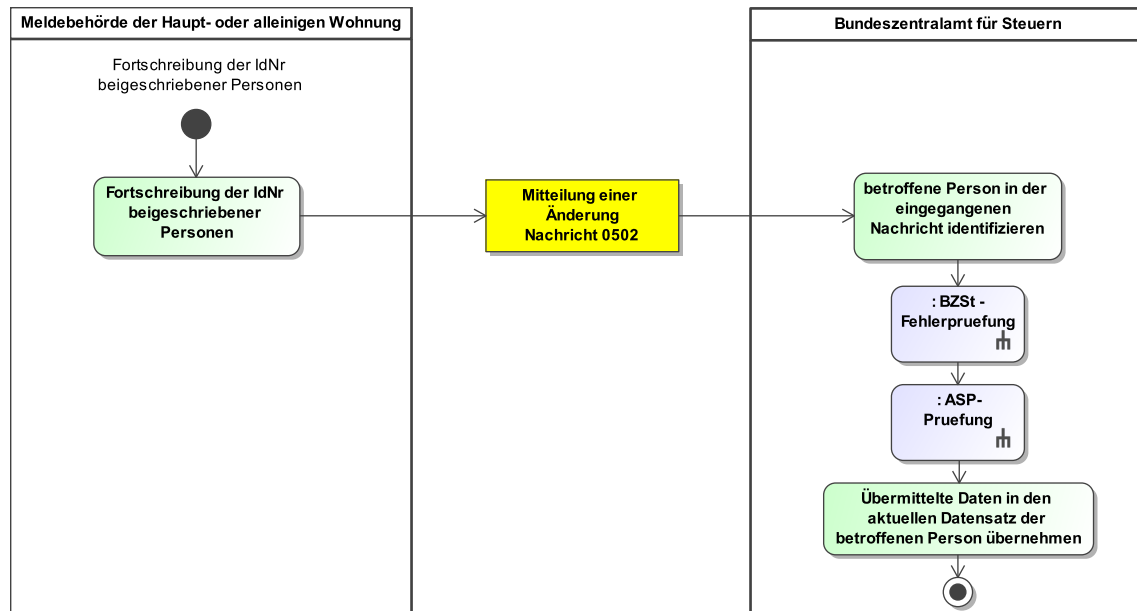 Meldebehörde der Haupt- oder alleinigen Wohnung
Fortschreibung der IdNr
beigeschriebener Personen
Fortschreibung der IdNr
beigeschriebener
Personen
Mitteilung einer
Änderung
Nachricht 0502
Bundeszentralamt für Steuern
betroffene Person in der
eingegangenen
Nachricht identifizieren
: BZSt -
Fehlerpruefung
: ASP-
Pruefung
Übermittelte Daten in den
aktuellen Datensatz der
betroffenen Person übernehmen